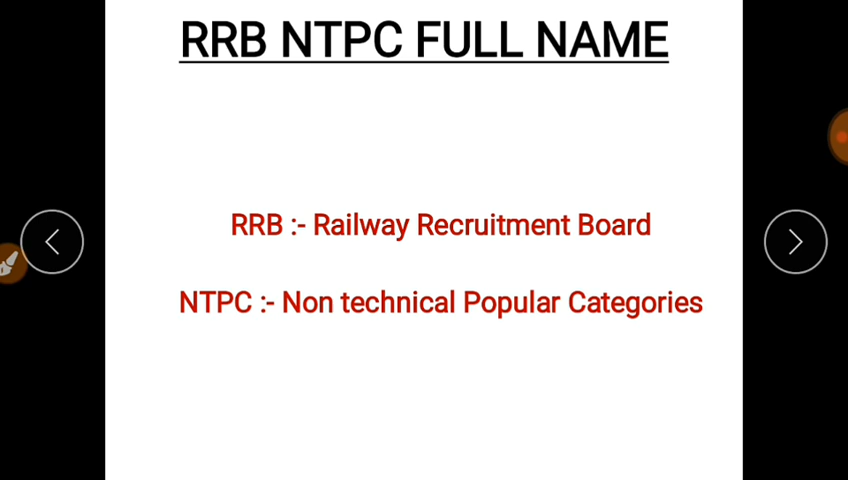 RRB NTPC FULL NAME
RRB :- Railway Recruitment Board
NTPC :- Non technical Popular Categories